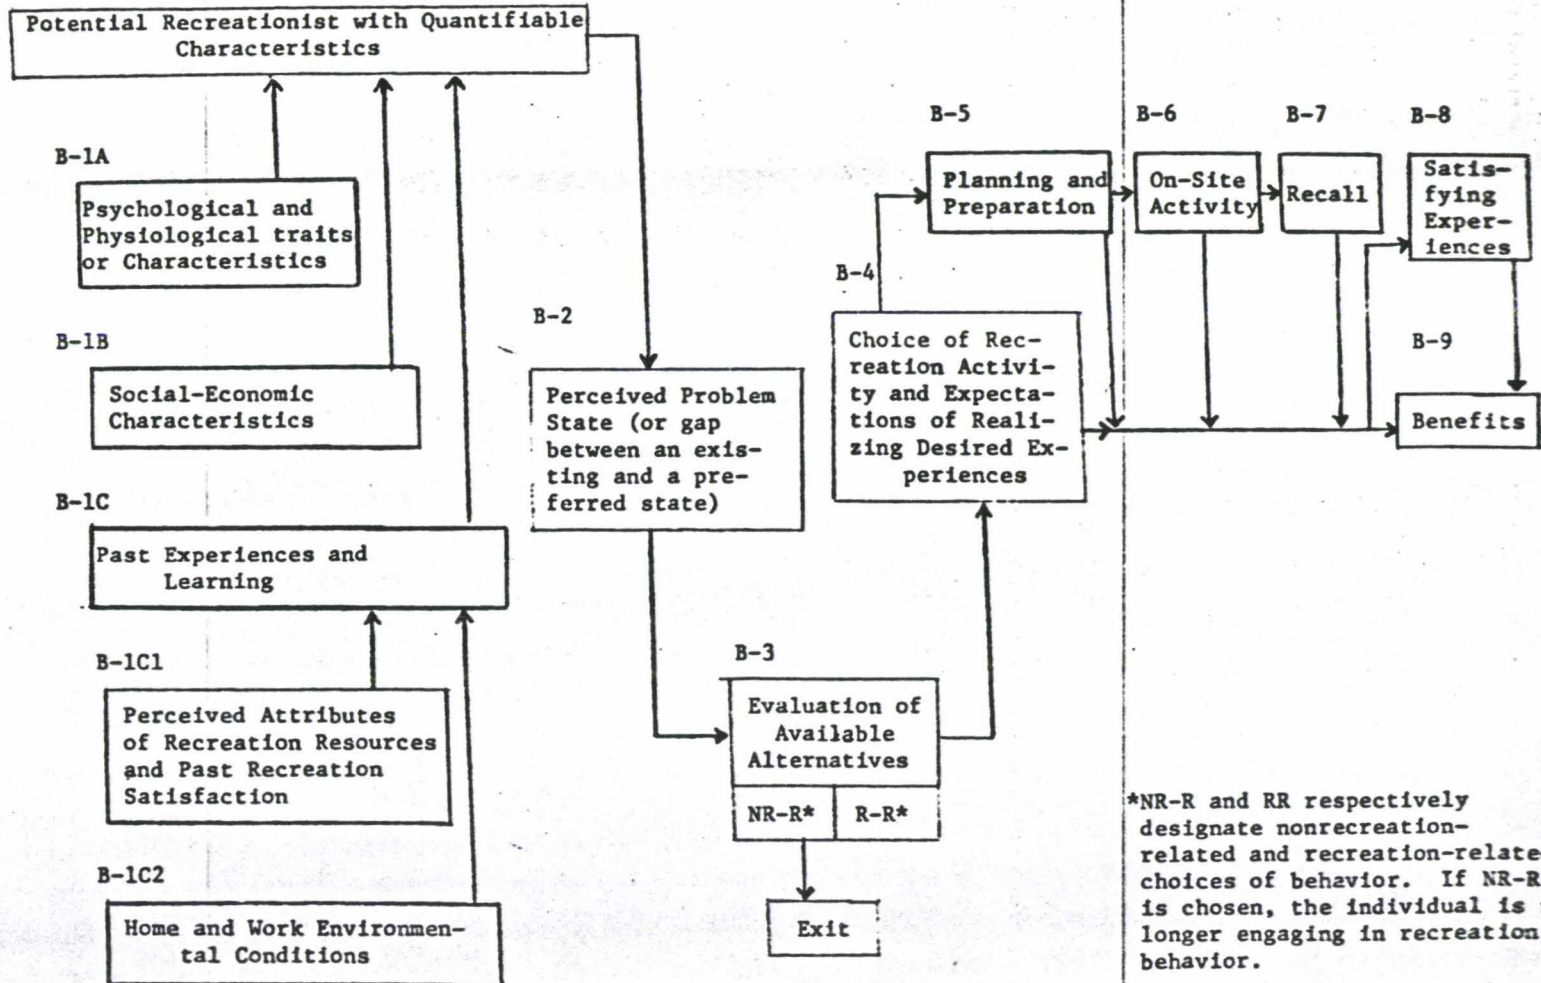 Potential Recreationist with Quantifiable
Characteristics
B-1A
Psychological and
Physiological traits
or Characteristics
B-1B
Social-Economic
Characteristics
B-1C
Past Experiences and
Learning
B-1C1
Perceived Attributes
of Recreation Resources
and Past Recreation
Satisfaction
B-1C2
Home and Work Environmen-
tal Conditions
B-2
Perceived Problem
State (or gap
between an exis-
ting and a pre-
ferred state)
B-3
Evaluation of
Available
Alternatives
NR-R*
R-R*
Exit
B-4
Choice of Rec-
reation Activi-
ty and Expecta-
tions of Reali-
zing Desired Ex-
periences
B-5
Planning and
Preparation
B-6
On-Site
Activity
B-7
Recall
B-8
Satis-
fying
Exper-
iences
B-9
Benefits
*NR-R and RR respectively
designate nonrecreation-
related and recreation-relate
choices of behavior. If NR-R
is chosen, the individual is
longer engaging in recreation
behavior.